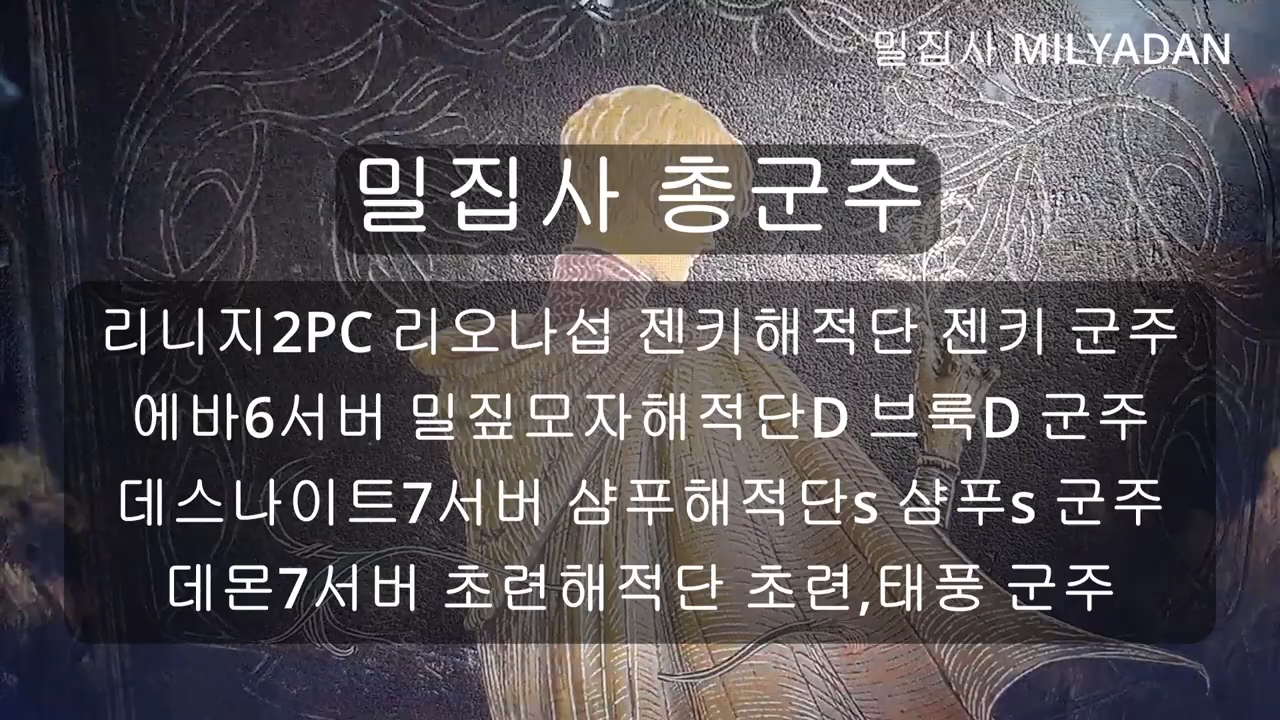 밀집사 MILYADAN
밀집사 총군주
리니지2PC 리오나섭 젠키해적단 젠키 군주
에바6서버 밀짚모자해적단D 브룩D 군주
데스나이트7서버 샴푸해적단s 샴푸s 군주
데몬7서버 초련해적단 초련,태풍 군주